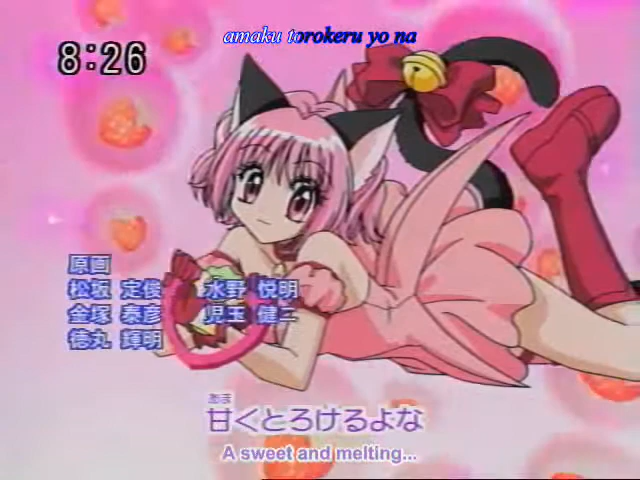 amaku torokeru yo na
8:26
原画
松坂 定俊 水野 悦明
金塚 泰彦 児玉 健二
徳丸 輝明
あま
甘くとろけるよな
A sweet and melting...